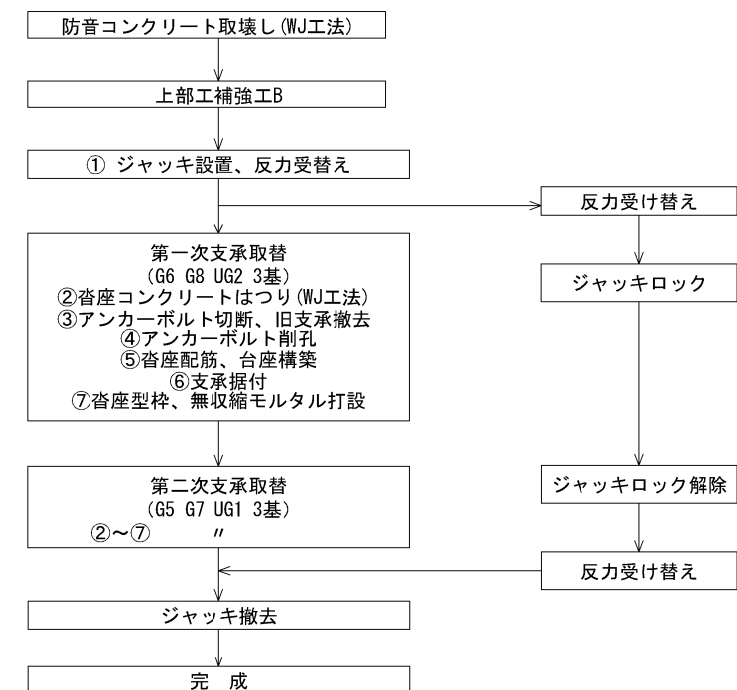 防音コンクリート取壊し(WJ工法)
上部工補強工B
① ジャッキ設置、反力受替え
反力受け替え
第一次支承取替
(G6 G8 UG2 3基)
②沓座コンクリートはつり(WJ工法)
③アンカーボルト切断、旧支承撤去
④アンカーボルト削孔
⑤沓座配筋、台座構築
⑥支承据付
⑦沓座型枠、無収縮モルタル打設
ジャッキロック
第二次支承取替
(G5 G7 UG1 3基)
②～⑦ 〃
ジャッキロック解除
反力受け替え
ジャッキ撤去
完 成